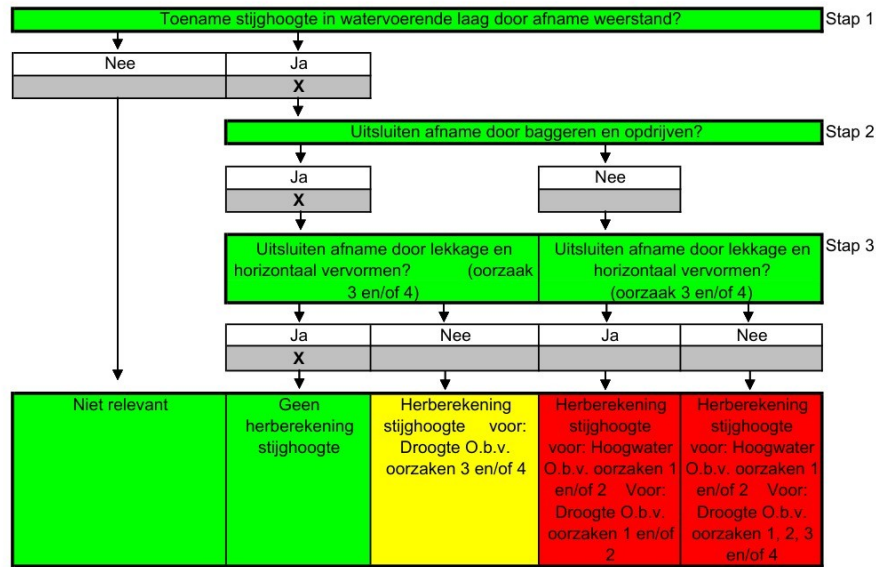 Toename stijghoogte in watervoerende laag door afname weerstand?
Stap 1
Nee
Ja
X
Uitsluiten afname door baggeren en opdrijven?
Stap 2
Ja
Nee
X
Uitsluiten afname door lekkage en
horizontaal vervormen? (oorzaak
3 en/of 4)
Uitsluiten afname door lekkage en
horizontaal vervormen?
(oorzaak 3 en/of 4)
Stap 3
Ja
Nee
Ja
Nee
X
Niet relevant
Geen
herberekening
stijghoogte
Herberekening
stijghoogte voor:
Droogte O.b.v.
oorzaken 3 en/of 4
Herberekening
stijghoogte
voor: Hoogwater
O.b.v. oorzaken 1
en/of 2 Voor:
Droogte O.b.v.
oorzaken 1 en/of
2
Herberekening
stijghoogte
voor: Hoogwater
O.b.v. oorzaken 1
en/of 2 Voor:
Droogte O.b.v.
oorzaken 1, 2, 3
en/of 4